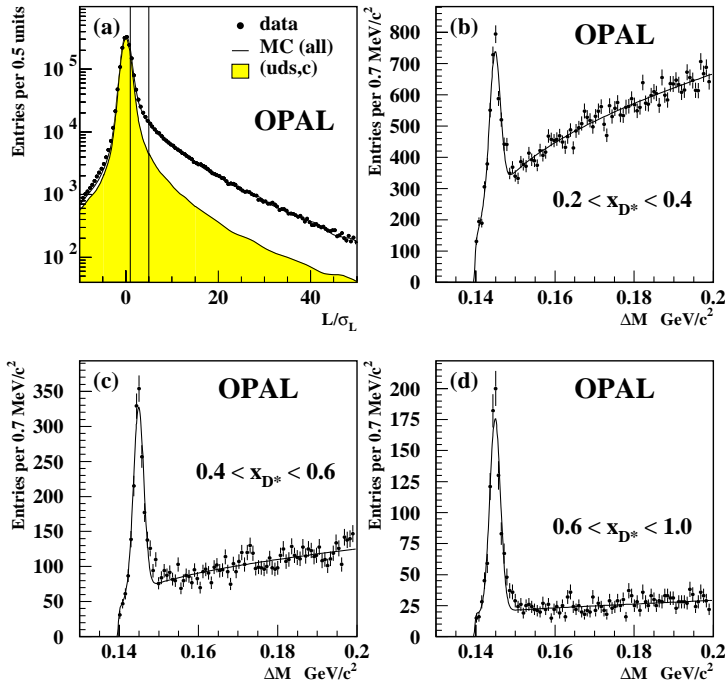 (a)
data
MC (all)
(uds,c)
OPAL
Entries per 0.5 units
10^5
10^4
10^3
10^2
0 20 40
L/σ_L
(b)
OPAL
Entries per 0.7 MeV/c^2
800
700
600
500
400
300
200
100
0
0.2 < x_D* < 0.4
0.14 0.16 0.18 0.2
ΔM GeV/c^2
(c)
OPAL
Entries per 0.7 MeV/c^2
350
300
250
200
150
100
50
0
0.4 < x_D* < 0.6
0.14 0.16 0.18 0.2
ΔM GeV/c^2
(d)
OPAL
Entries per 0.7 MeV/c^2
200
175
150
125
100
75
50
25
0
0.6 < x_D* < 1.0
0.14 0.16 0.18 0.2
ΔM GeV/c^2